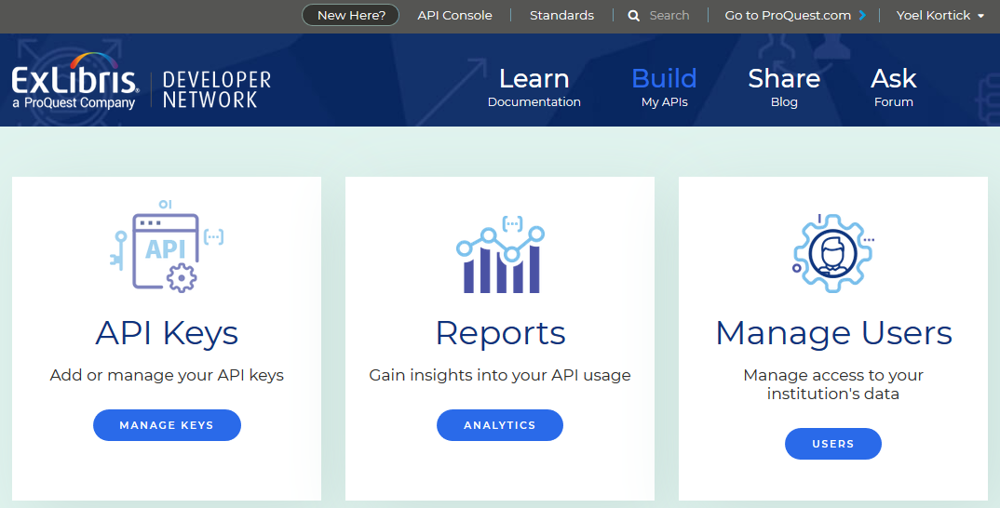 New Here?
API Console
Standards
Search
Go to ProQuest.com
Yoel Kortick
ExLibris®
a ProQuest Company
DEVELOPER
NETWORK
Learn
Documentation
Build
My APIs
Share
Blog
Ask
Forum
API
API Keys
Add or manage your API keys
MANAGE KEYS
Reports
Gain insights into your API usage
ANALYTICS
Manage Users
Manage access to your
institution's data
USERS